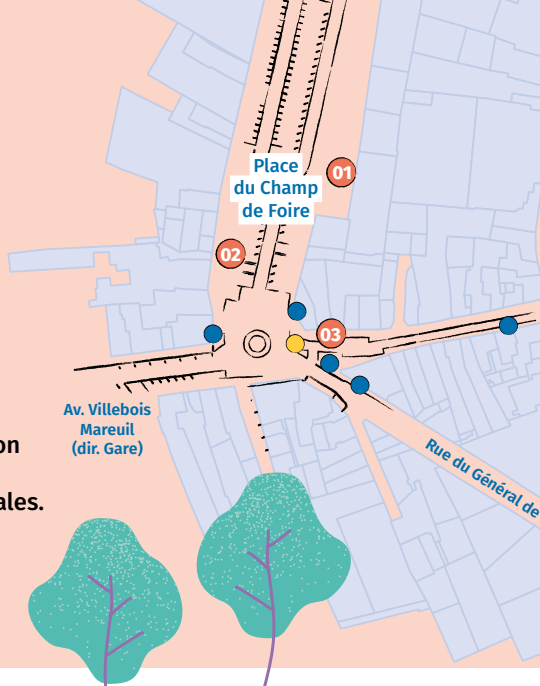 01
Place
du Champ
de Foire
02
03
Av. Villebois
Mareuil
(dir. Gare)
on
ales.
Rue du Général de